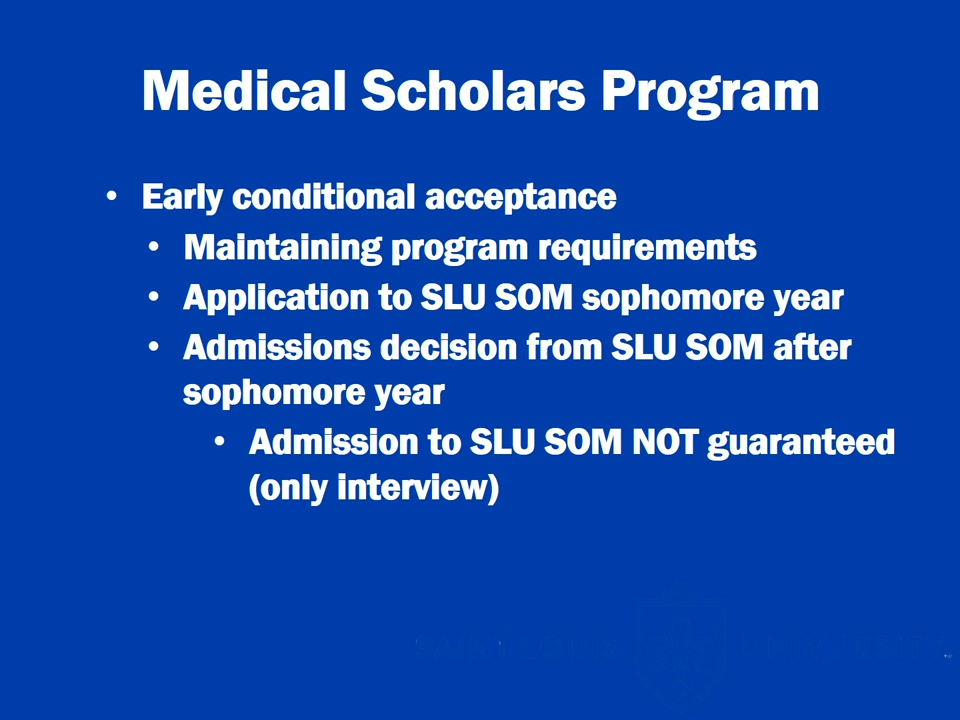 Medical Scholars Program
• Early conditional acceptance
• Maintaining program requirements
• Application to SLU SOM sophomore year
• Admissions decision from SLU SOM after
sophomore year
• Admission to SLU SOM NOT guaranteed
(only interview)